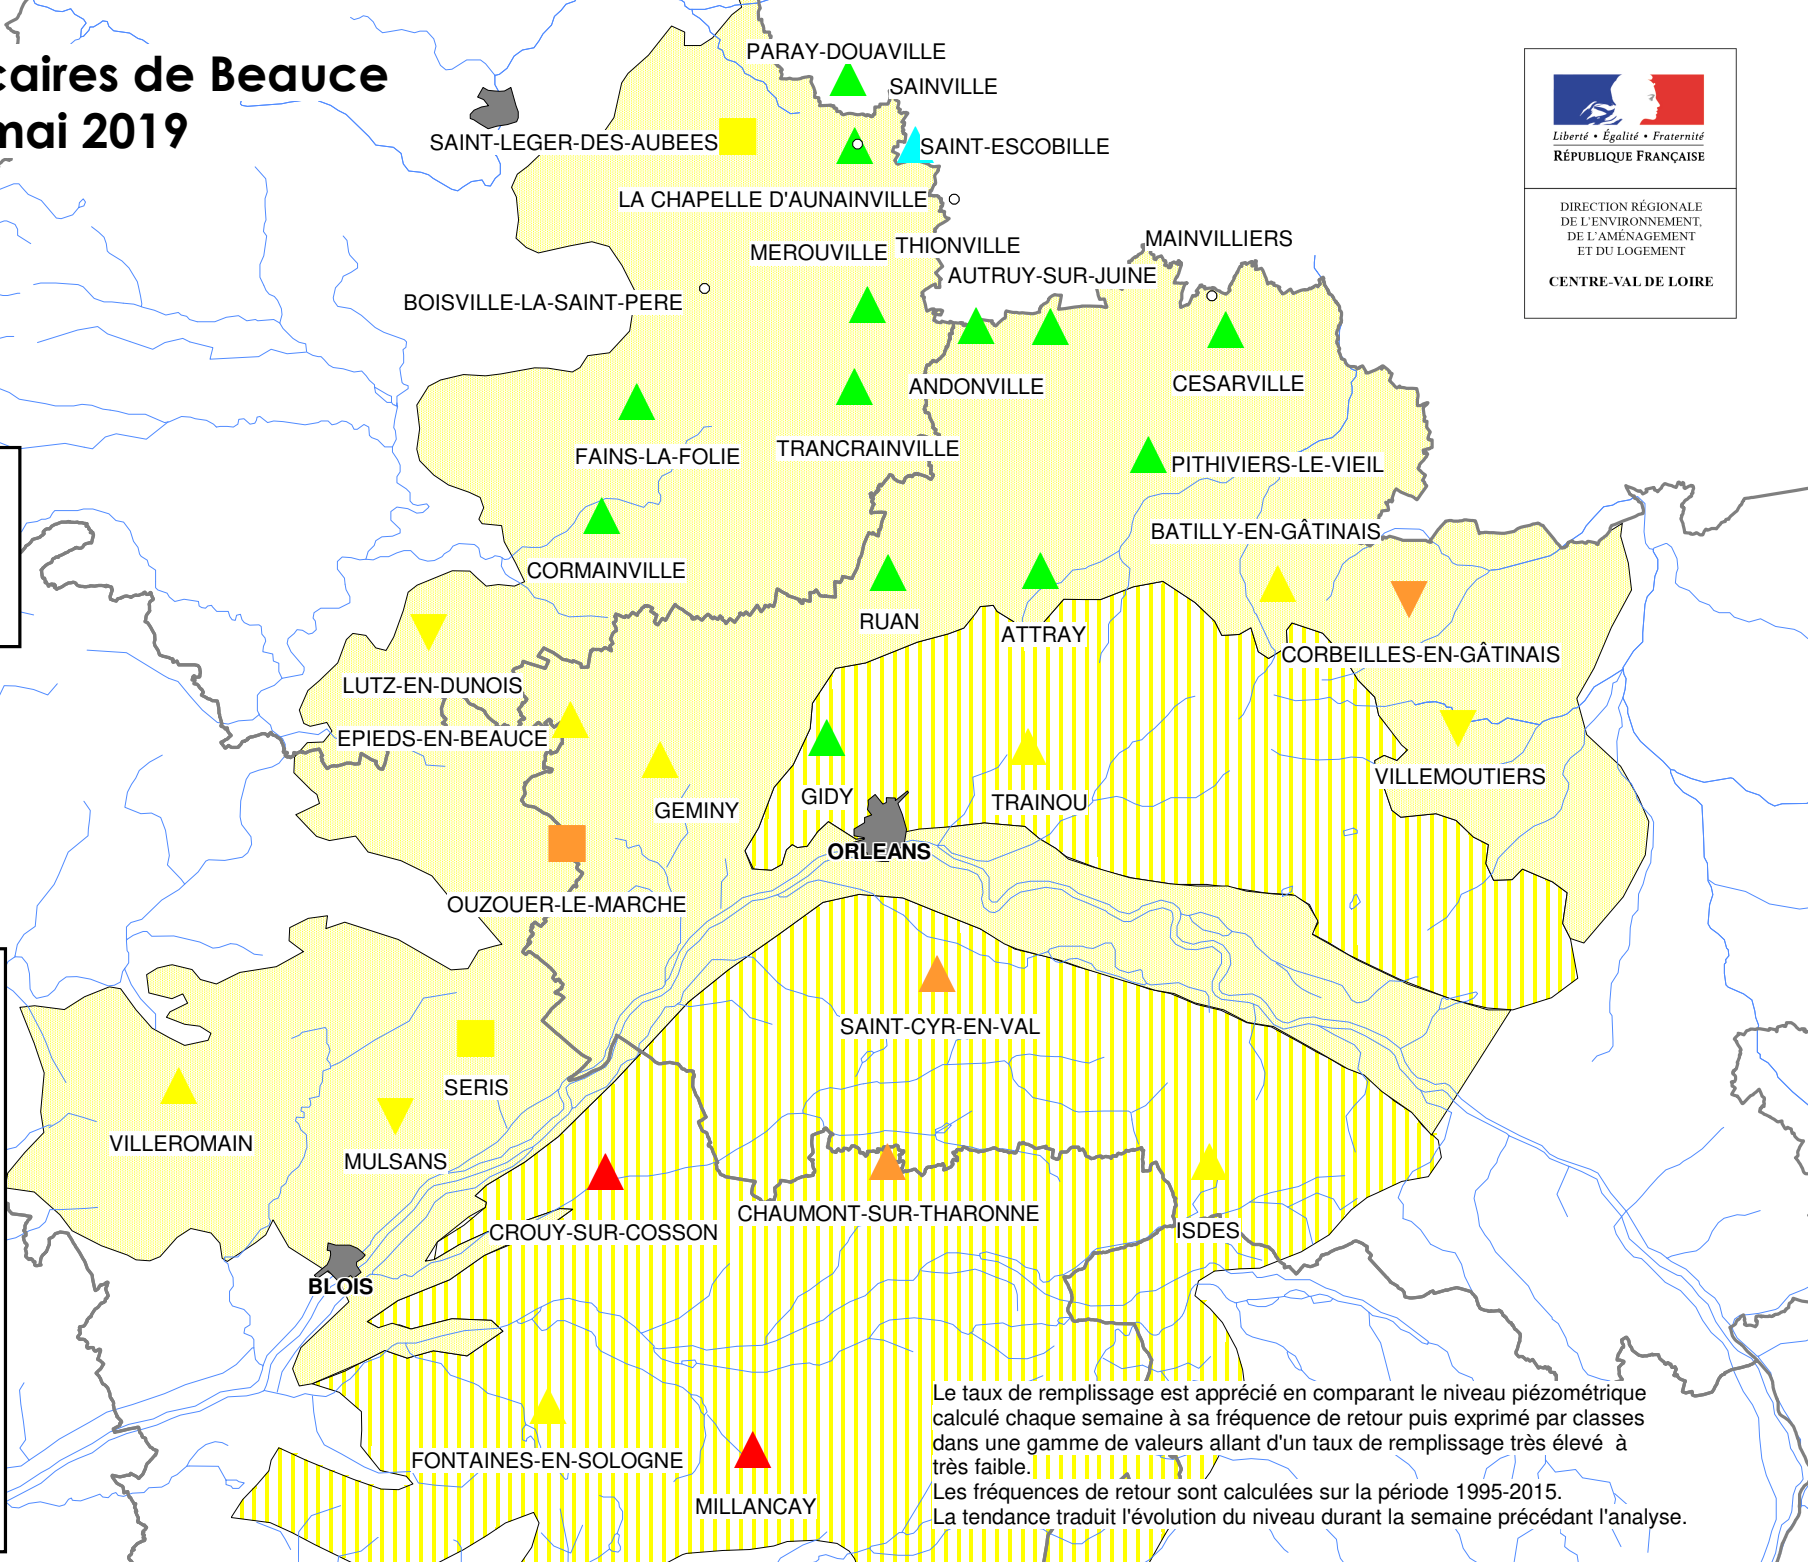 caires de Beauce
mai 2019
PARAY-DOUAVILLE
SAINVILLE
SAINT-LEGER-DES-AUBEES
SAINT-ESCOBILLE
LA CHAPELLE D'AUNAINVILLE
MEROUVILLE
THIONVILLE
MAINVILLIERS
AUTRUY-SUR-JUINE
BOISVILLE-LA-SAINT-PERE
ANDONVILLE
CESARVILLE
FAINS-LA-FOLIE
TRANCRAINVILLE
PITHIVIERS-LE-VIEIL
BATILLY-EN-GÂTINAIS
CORMAINVILLE
RUAN
ATTRAY
CORBEILLES-EN-GÂTINAIS
LUTZ-EN-DUNOIS
EPIEDS-EN-BEAUCE
VILLEMOUTIERS
GEMINY
GIDY
TRAINOU
ORLEANS
OUZOUER-LE-MARCHE
SAINT-CYR-EN-VAL
SERIS
VILLEROMAIN
MULSANS
CROUY-SUR-COSSON
CHAUMONT-SUR-THARONNE
ISDES
BLOIS
FONTAINES-EN-SOLOGNE
MILLANCAY
Liberté • Égalité • Fraternité
RÉPUBLIQUE FRANÇAISE
DIRECTION RÉGIONALE
DE L'ENVIRONNEMENT,
DE L'AMÉNAGEMENT
ET DU LOGEMENT
CENTRE-VAL DE LOIRE
Le taux de remplissage est apprécié en comparant le niveau piézométrique
calculé chaque semaine à sa fréquence de retour puis exprimé par classes
dans une gamme de valeurs allant d'un taux de remplissage très élevé à
très faible.
Les fréquences de retour sont calculées sur la période 1995-2015.
La tendance traduit l'évolution du niveau durant la semaine précédant l'analyse.